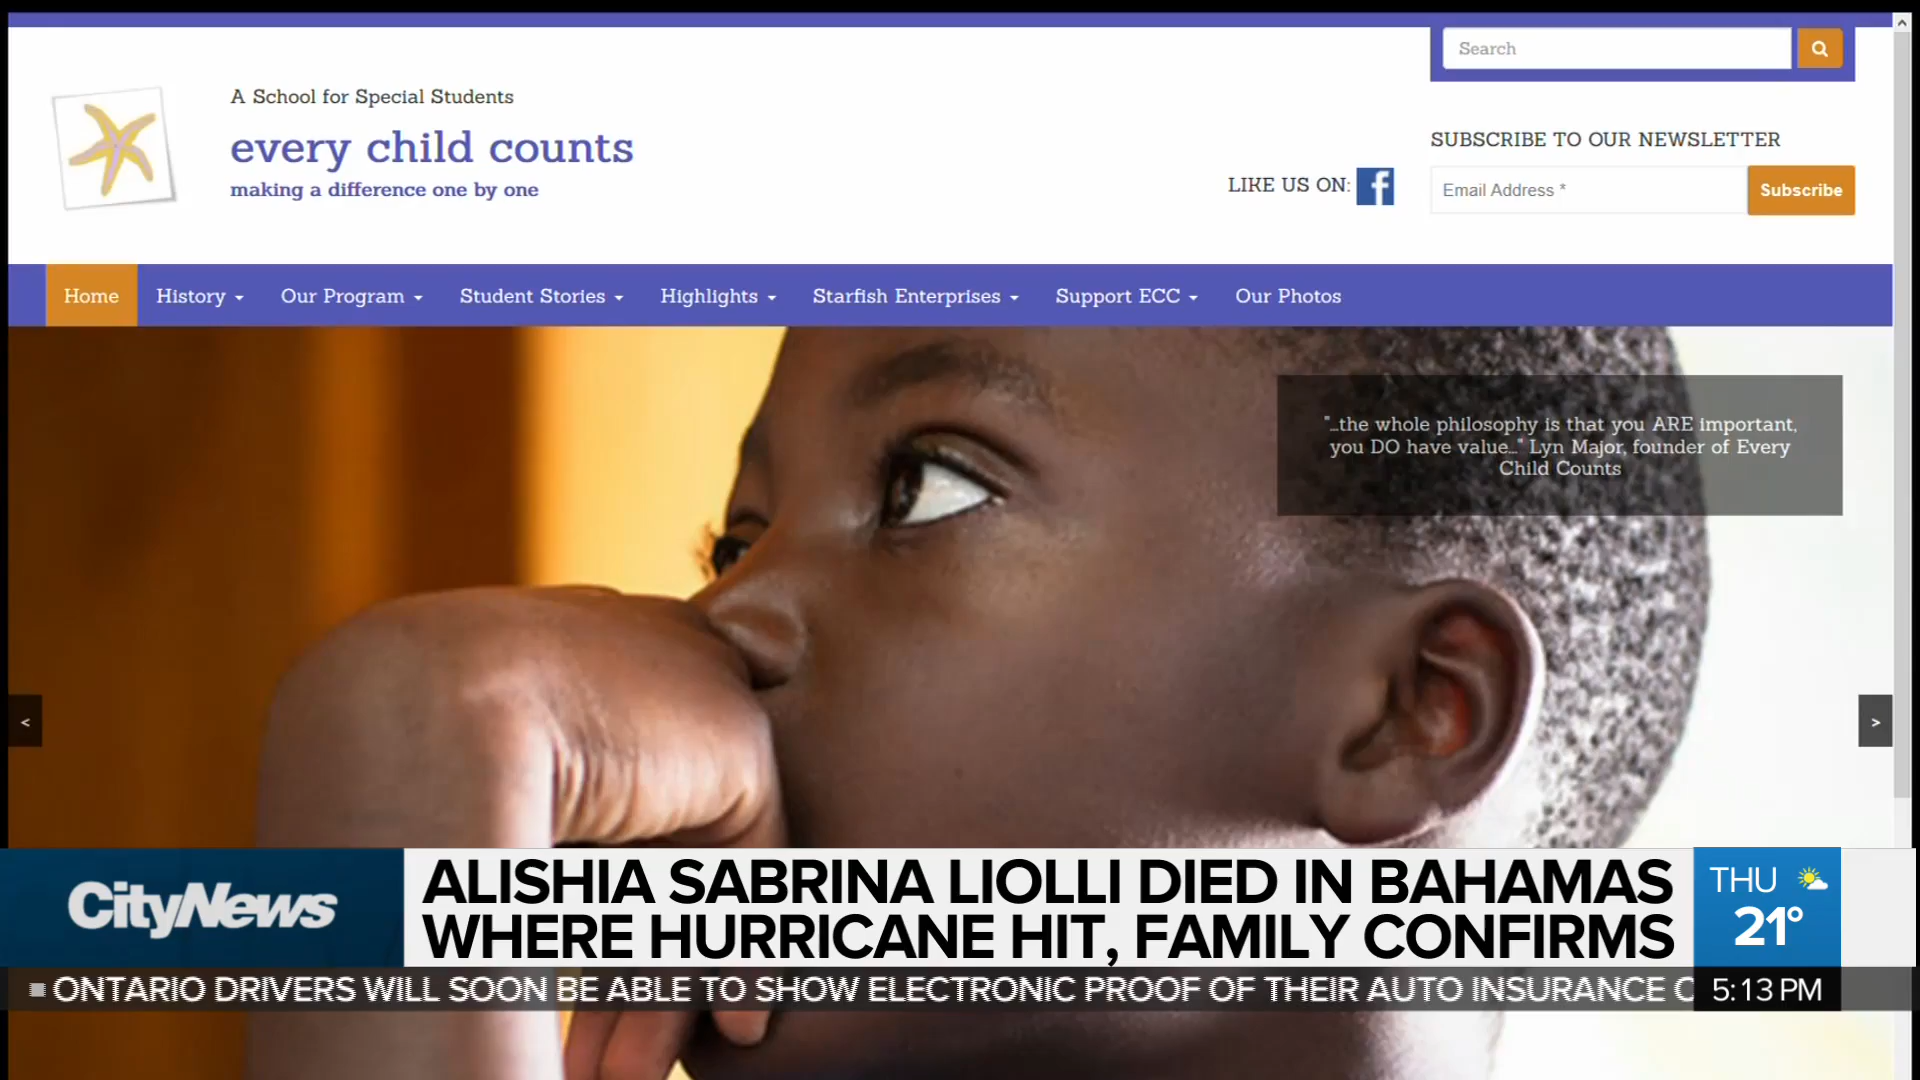 Search
A School for Special Students
every child counts
making a difference one by one
LIKE US ON:
f
SUBSCRIBE TO OUR NEWSLETTER
Email Address *
Subscribe
Home
History
Our Program
Student Stories
Highlights
Starfish Enterprises
Support ECC
Our Photos
"...the whole philosophy is that you ARE important,
you DO have value..." Lyn Major, founder of Every
Child Counts
<
>
CityNews
ALISHIA SABRINA LIOLLI DIED IN BAHAMAS
WHERE HURRICANE HIT, FAMILY CONFIRMS
THU
21°
ONTARIO DRIVERS WILL SOON BE ABLE TO SHOW ELECTRONIC PROOF OF THEIR AUTO INSURANCE
5:13 PM